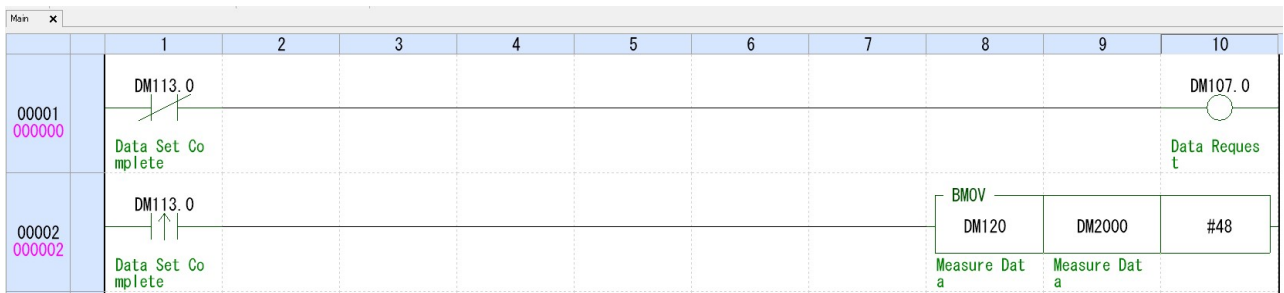 Main X
1 2 3 4 5 6 7 8 9 10
DM113.0 DM107.0
00001
000000
Data Set Co Data Reques
mplete t
DM113.0 BMOV
00002 DM120 DM2000 #48
000002
Data Set Co Measure Dat Measure Dat
mplete a a